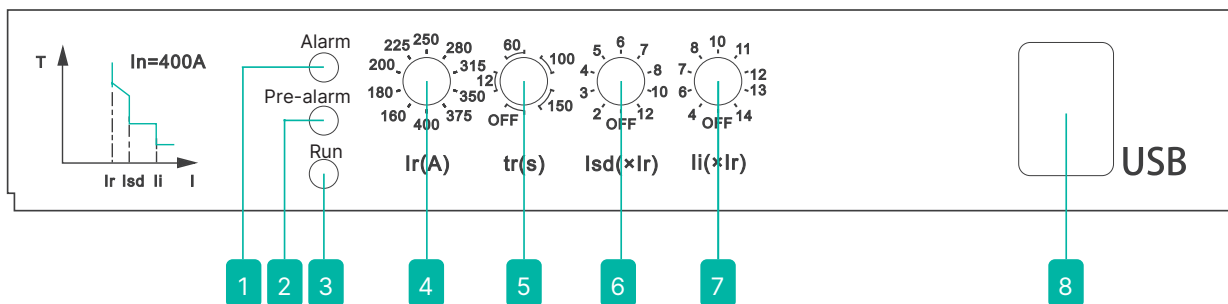 T
In=400A
Ir Isd Ii I
Alarm
Pre-alarm
Run
160 180 200 225 250 280 315 350 375 400
Ir(A)
OFF 12 60 100 150
tr(s)
2 3 4 5 6 7 8 10 12 OFF
Isd(×Ir)
4 6 7 8 10 11 12 13 14 OFF
Ii(×Ir)
USB
1 2 3 4 5 6 7 8